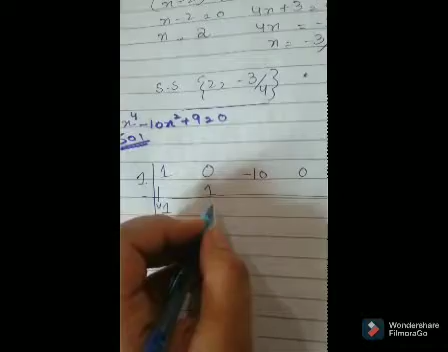 x-2=0 4x+3=
x = 2 4x = -
x = -3/
S.S {2, -3/4}
x⁴-10x²+9=0
Sol
1 1 0 -10 0
1
1
Wondershare
FilmoraGo